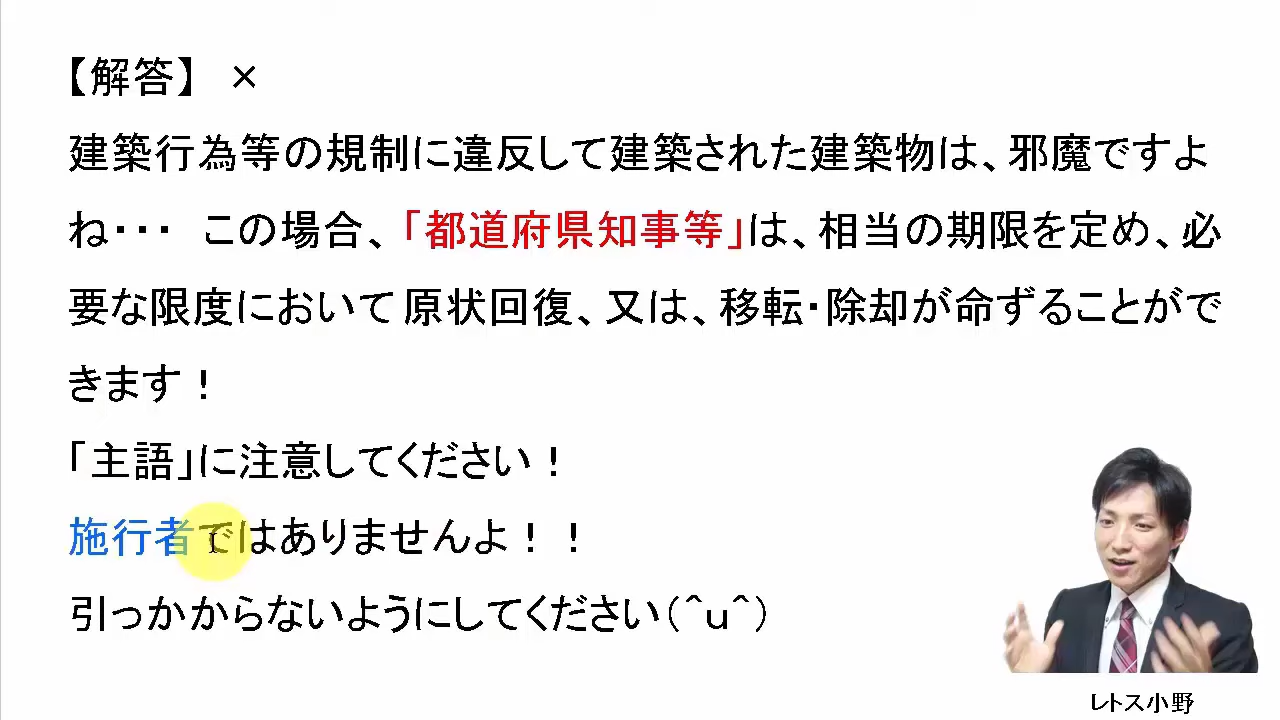 【解答】 ×
建築行為等の規制に違反して建築された建築物は、邪魔ですよ
ね・・・ この場合、「都道府県知事等」は、相当の期限を定め、必
要な限度において原状回復、又は、移転・除却が命ずることがで
きます！
「主語」に注意してください！
施行者ではありませんよ！！
引っかからないようにしてください（＾ｕ＾）
レトス小野